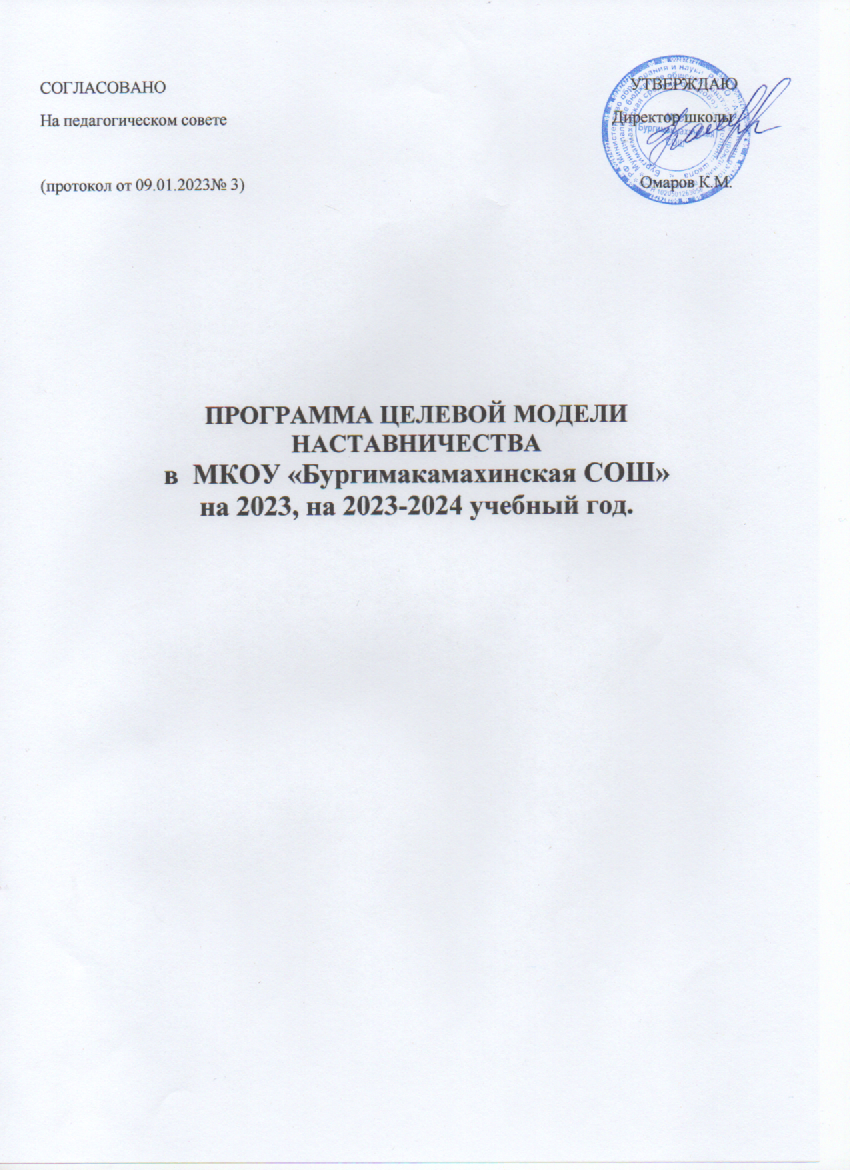 СОГЛАСОВАНО
УТВЕРЖДАЮ
На педагогическом совете
Директор школы
(протокол от 09.01.2023№ 3)
Омаров К.М.
ПРОГРАММА ЦЕЛЕВОЙ МОДЕЛИ
НАСТАВНИЧЕСТВА
в МКОУ «Бургимакамахинская СОШ»
на 2023, на 2023-2024 учебный год.